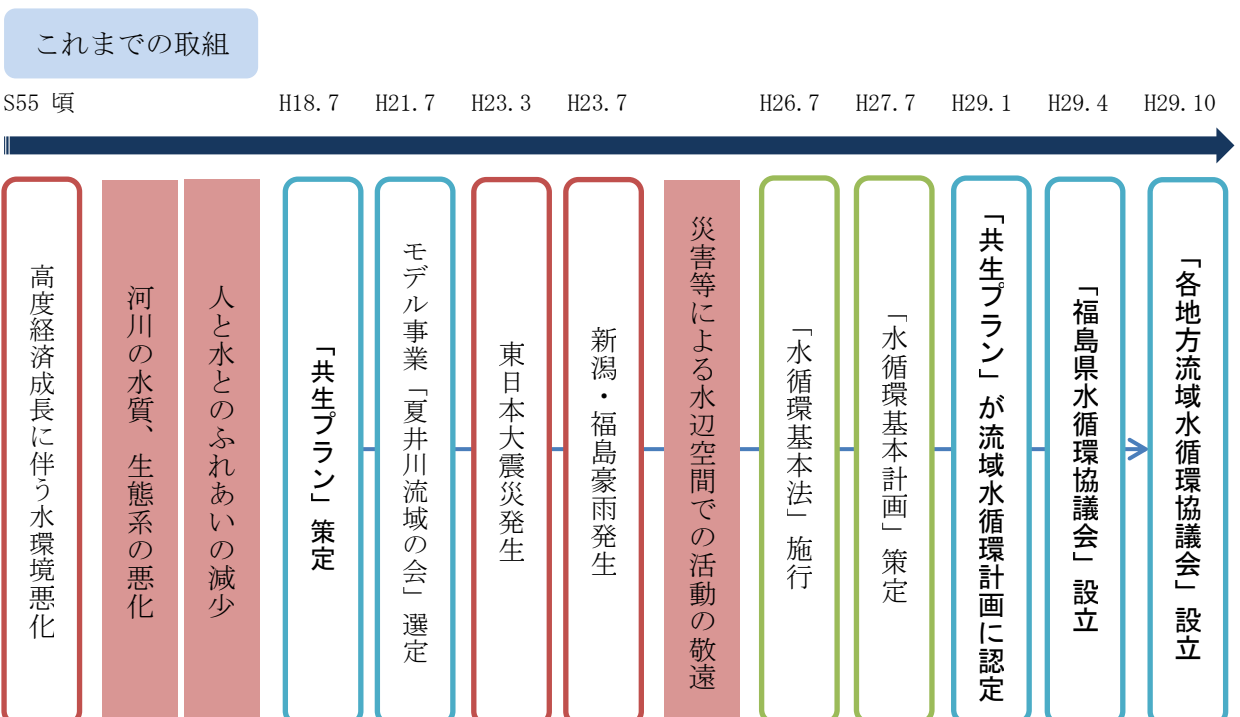 これまでの取組
S55 頃
H18.7
H21.7
H23.3
H23.7
H26.7
H27.7
H29.1
H29.4
H29.10
高度経済成長に伴う水環境悪化
河川の水質、生態系の悪化
人と水とのふれあいの減少
「共生プラン」策定
モデル事業「夏井川流域の会」選定
東日本大震災発生
新潟・福島豪雨発生
災害等による水辺空間での活動の敬遠
「水循環基本法」施行
「水循環基本計画」策定
「共生プラン」が流域水循環計画に認定
「福島県水循環協議会」設立
「各地方流域水循環協議会」設立